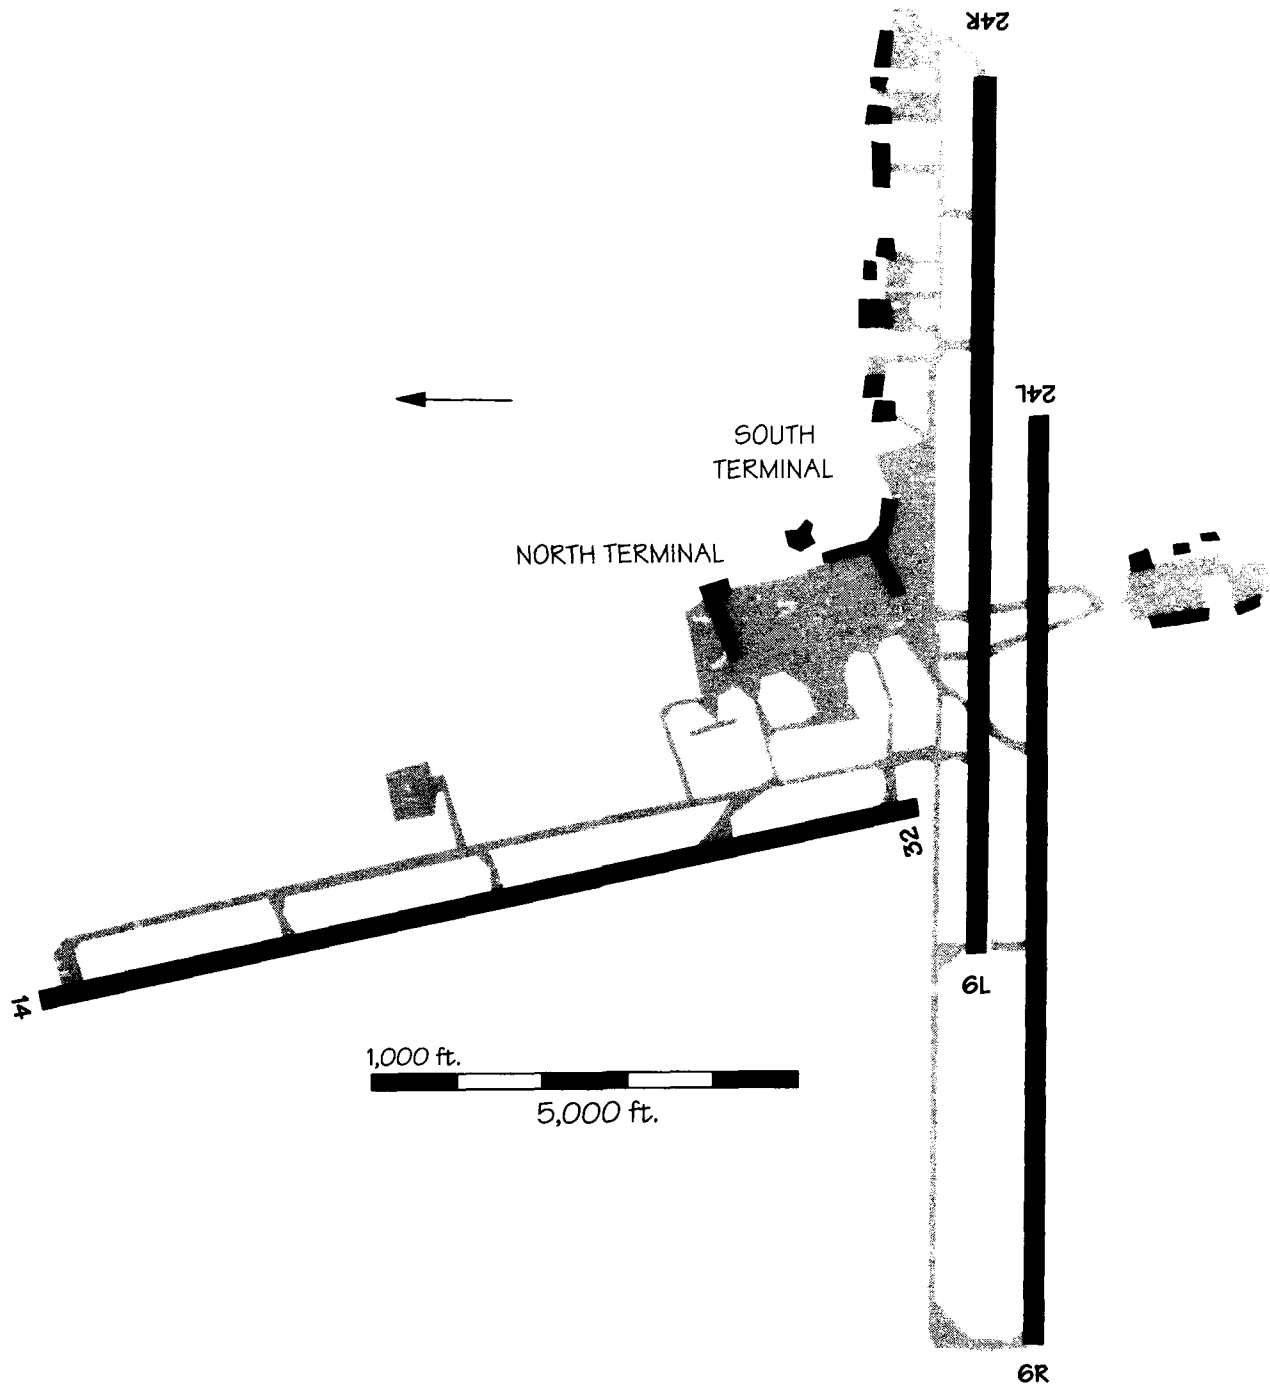 24R
24L
SOUTH
TERMINAL
NORTH TERMINAL
32
6L
14
1,000 ft.
5,000 ft.
6R